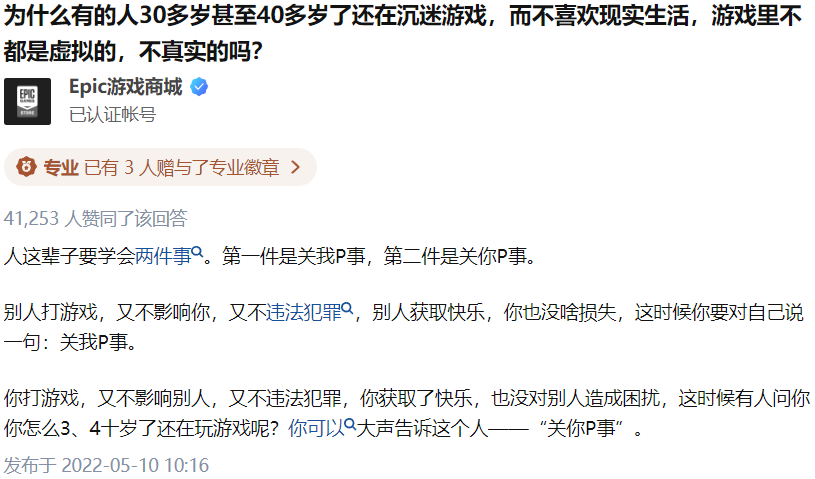 为什么有的人30多岁甚至40多岁了还在沉迷游戏，而不喜欢现实生活，游戏里不
都是虚拟的，不真实的吗？
EPIC
GAMES
STORE
Epic游戏商城
已认证帐号
专业 已有 3 人赠与了专业徽章
41,253 人赞同了该回答
人这辈子要学会两件事。第一件是关我P事，第二件是关你P事。
别人打游戏，又不影响你，又不违法犯罪，别人获取快乐，你也没啥损失，这时候你要对自己说
一句：关我P事。
你打游戏，又不影响别人，又不违法犯罪，你获取了快乐，也没对别人造成困扰，这时候有人问你
你怎么3、4十岁了还在玩游戏呢？你可以大声告诉这个人——“关你P事”。
发布于 2022-05-10 10:16